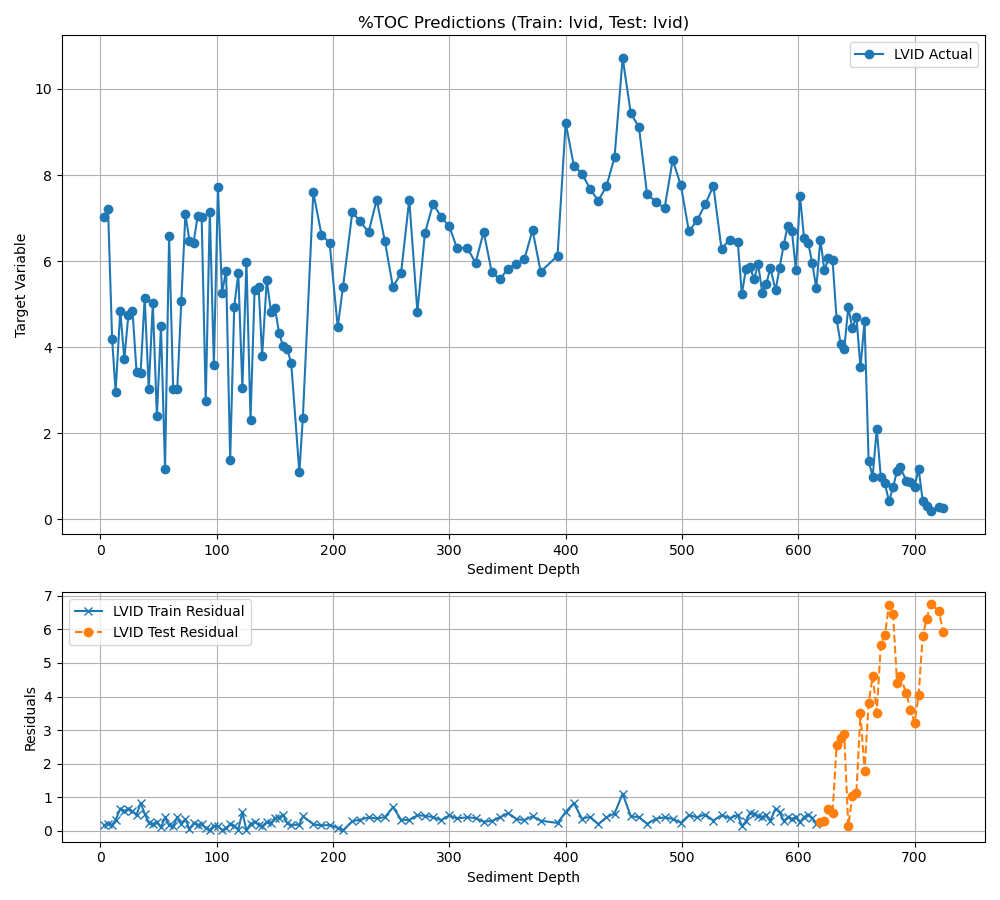 %TOC Predictions (Train: lvid, Test: lvid)
LVID Actual
Target Variable
10
8
6
4
2
0
0 100 200 300 400 500 600 700
Sediment Depth
LVID Train Residual
LVID Test Residual
Residuals
7
6
5
4
3
2
1
0
0 100 200 300 400 500 600 700
Sediment Depth